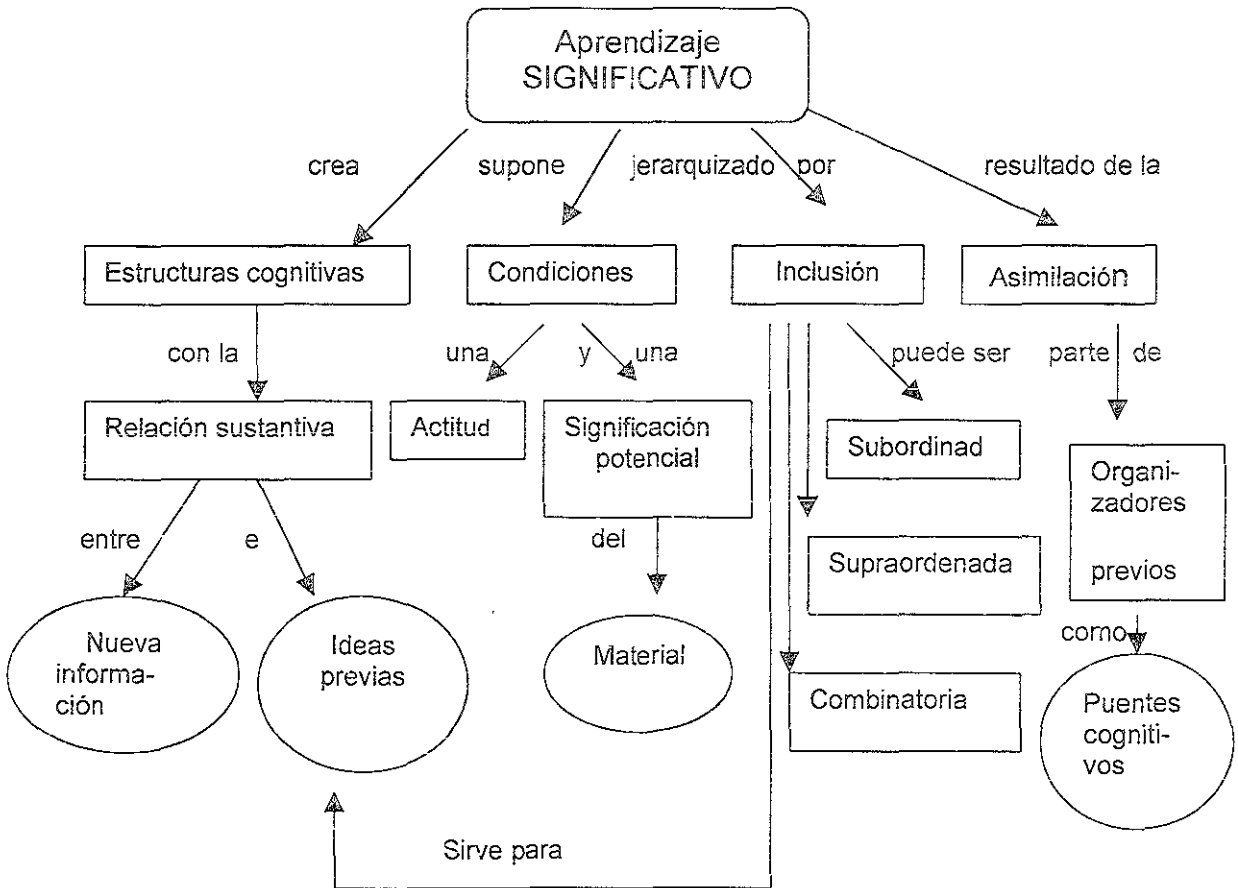 Aprendizaje
SIGNIFICATIVO
crea
supone
jerarquizado por
resultado de la
Estructuras cognitivas
Condiciones
Inclusión
Asimilación
con la
una
y
una
puede ser
parte de
Relación sustantiva
Actitud
Significación
potencial
Subordinad
Organi-
zadores
previos
entre
e
del
Supraordenada
Nueva
informa-
ción
Ideas
previas
Material
Combinatoria
como
Puentes
cogniti-
vos
Sirve para